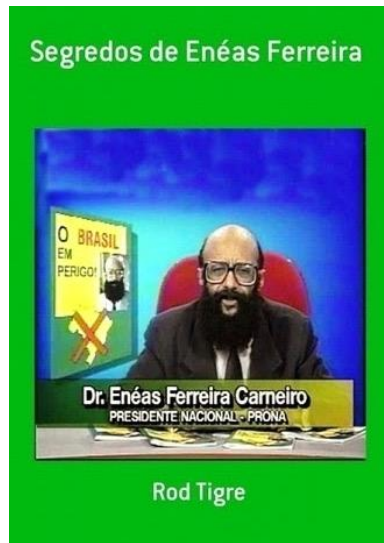 Segredos de Enéas Ferreira
O BRASIL
EM
PERIGO!
Dr. Enéas Ferreira Carneiro
PRESIDENTE NACIONAL - PRONA
Rod Tigre